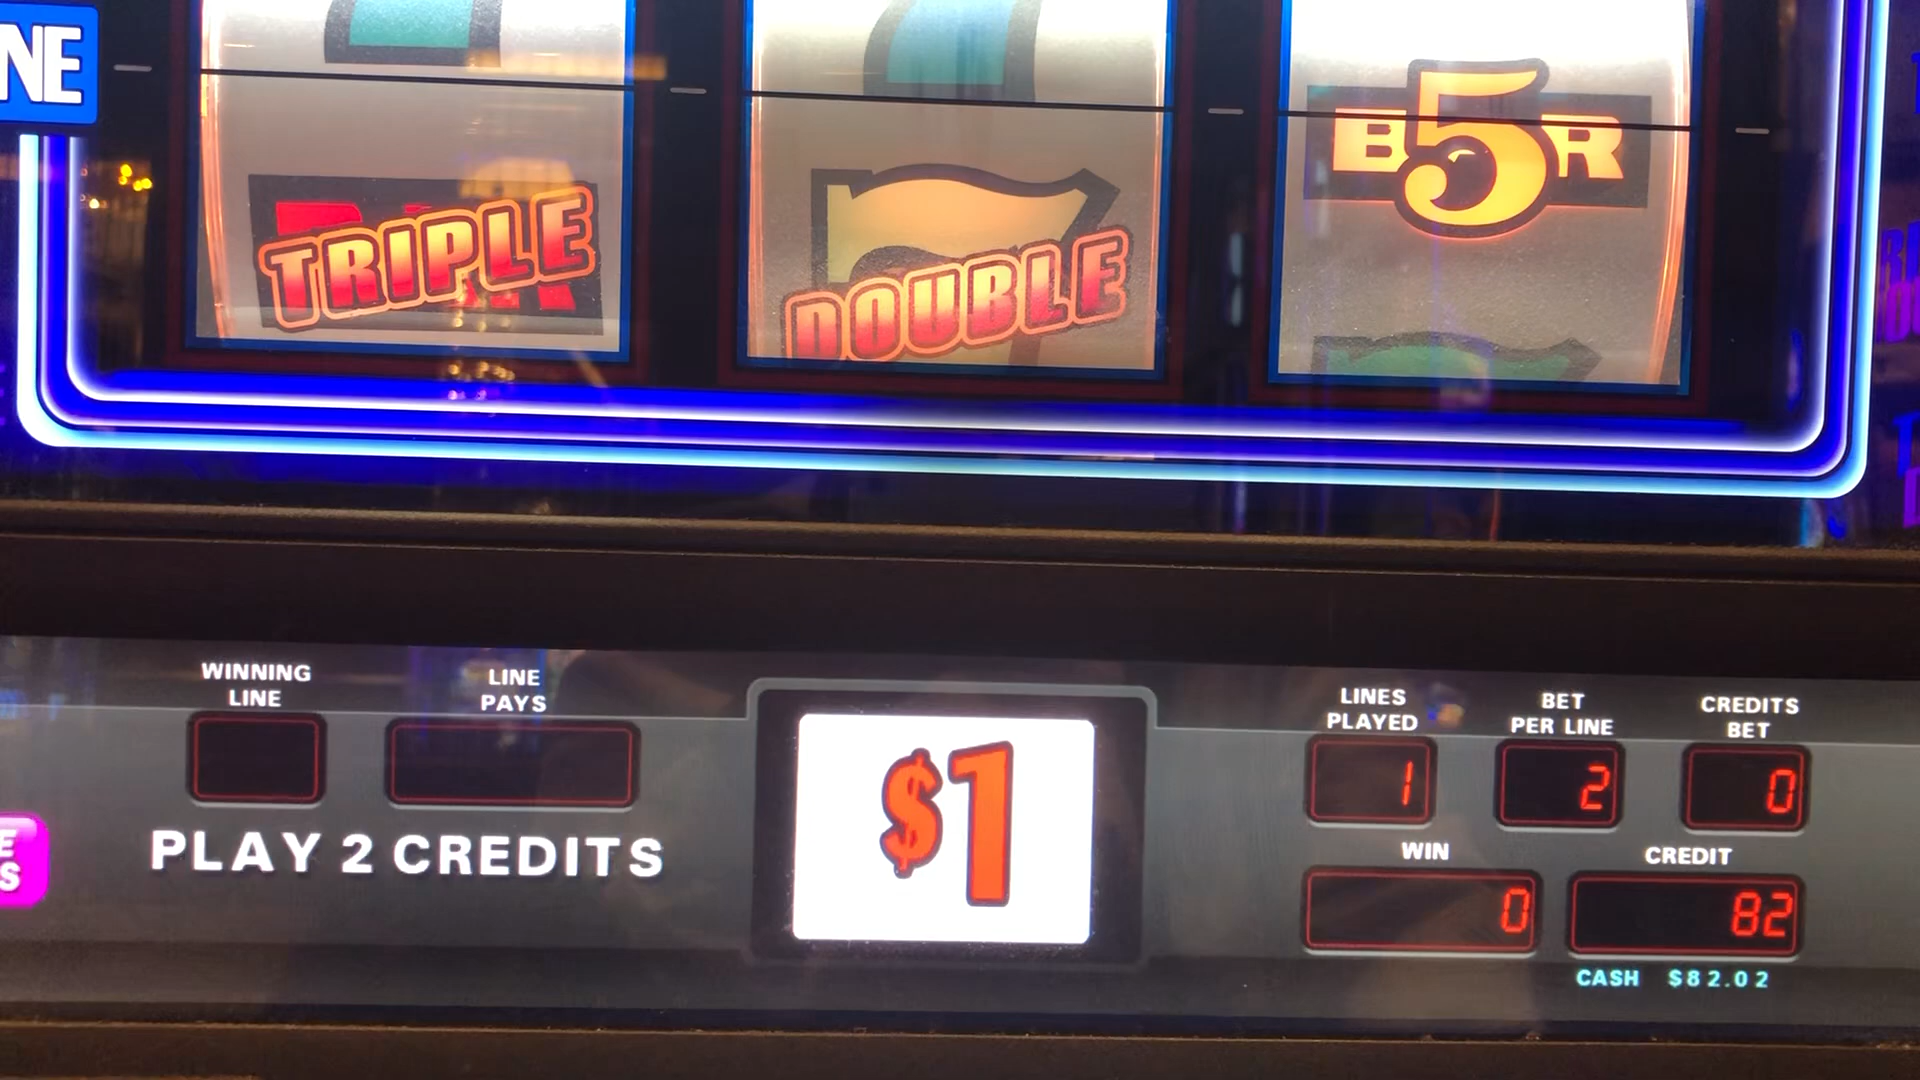 NE
TRIPLE
DOUBLE
B5R
WINNING
LINE
LINE
PAYS
LINES
PLAYED
BET
PER LINE
CREDITS
BET
$1
1
2
0
E
S
PLAY 2 CREDITS
WIN
CREDIT
0
82
CASH $82.02